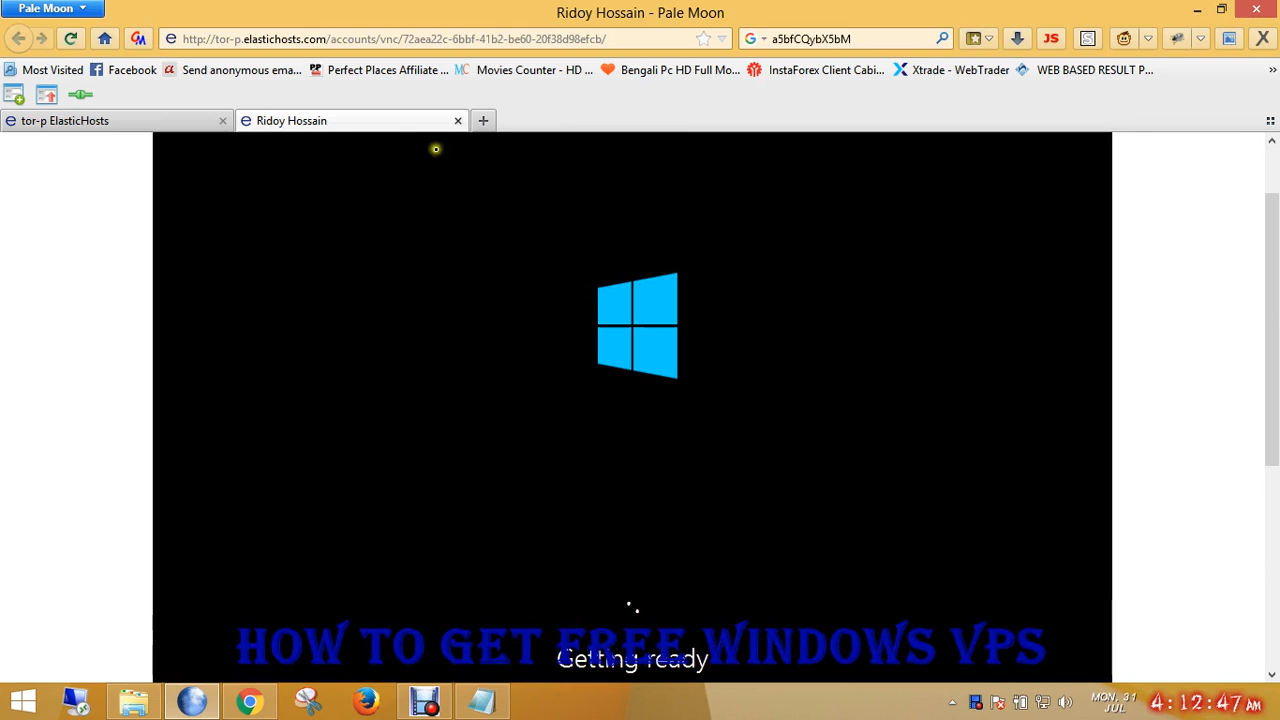 Pale Moon
Ridoy Hossain - Pale Moon
http://tor-p.elastichosts.com/accounts/vnc/72aea22c-6bbf-41b2-be60-20f38d98efcb/
a5bfCQybX5bM
Most Visited
Facebook
Send anonymous ema...
Perfect Places Affiliate ...
Movies Counter - HD ...
Bengali Pc HD Full Mo...
InstaForex Client Cabi...
Xtrade - WebTrader
WEB BASED RESULT P...
tor-p ElasticHosts
Ridoy Hossain
HOW TO GET FREE WINDOWS VPS
Getting ready
MON, 31
JUL
4:12:47 AM